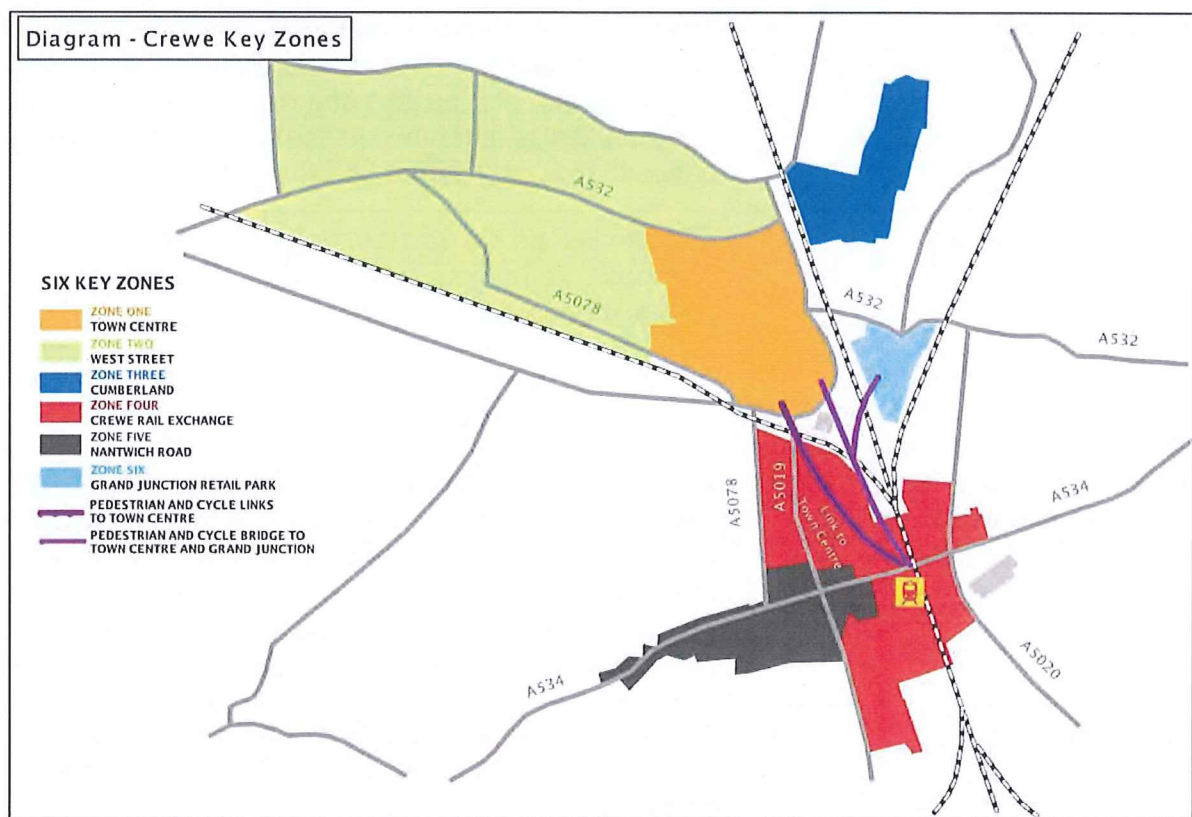 Diagram - Crewe Key Zones
A532
A532
A532
A5078
SIX KEY ZONES
ZONE ONE
TOWN CENTRE
ZONE TWO
WEST STREET
ZONE THREE
CUMBERLAND
ZONE FOUR
CREWE RAIL EXCHANGE
ZONE FIVE
NANTWICH ROAD
ZONE SIX
GRAND JUNCTION RETAIL PARK
PEDESTRIAN AND CYCLE LINKS
TO TOWN CENTRE
PEDESTRIAN AND CYCLE BRIDGE TO
TOWN CENTRE AND GRAND JUNCTION
A5078
A5019
Link to
Town Centre
A534
A534
A5020